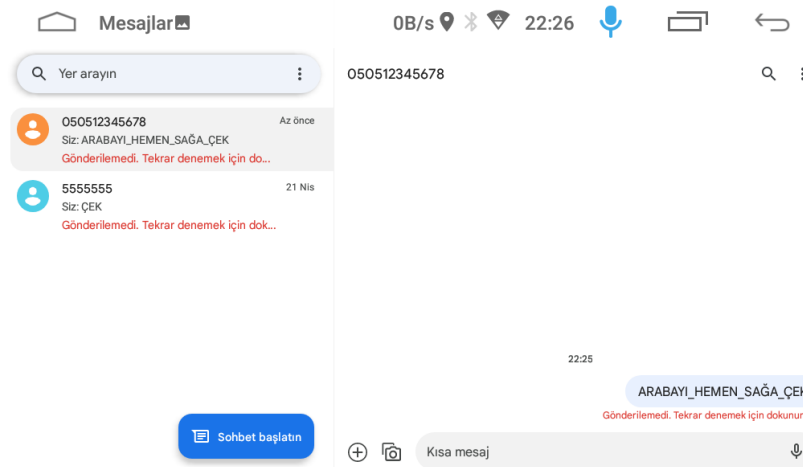 Mesajlar
0B/s
22:26
Yer arayın
050512345678
Az önce
Siz: ARABAYI_HEMEN_SAĞA_ÇEK
Gönderilemedi. Tekrar denemek için do...
5555555
21 Nis
Siz: ÇEK
Gönderilemedi. Tekrar denemek için dok...
Sohbet başlatın
050512345678
22:25
ARABAYI_HEMEN_SAĞA_ÇEK
Gönderilemedi. Tekrar denemek için dokunun
Kısa mesaj